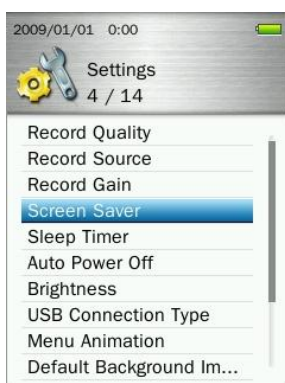 2009/01/01 0:00
Settings
4 / 14
Record Quality
Record Source
Record Gain
Screen Saver
Sleep Timer
Auto Power Off
Brightness
USB Connection Type
Menu Animation
Default Background Im...